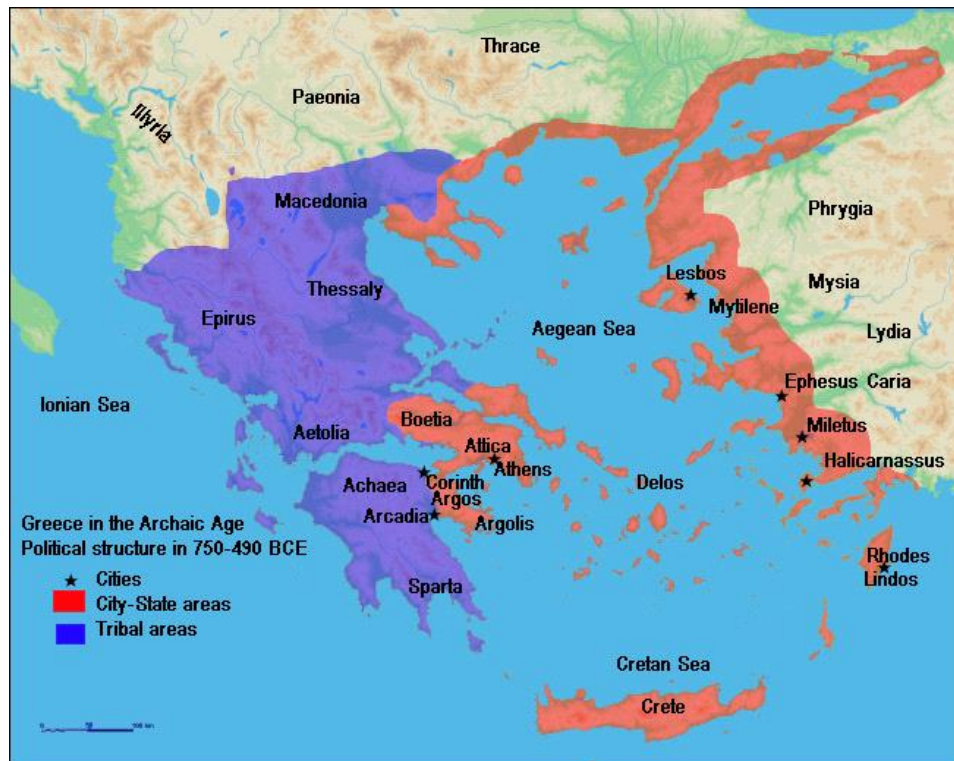 Thrace
Paeonia
Illyria
Macedonia
Phrygia
Lesbos
Thessaly
Mysia
Mytilene
Epirus
Aegean Sea
Lydia
Ephesus Caria
Ionian Sea
Boetia
Miletus
Aetolia
Attica
Athens
Halicarnassus
Achaea
Corinth
Delos
Argos
Arcadia
Argolis
Greece in the Archaic Age
Political structure in 750-490 BCE
Rhodes
Cities
Lindos
Sparta
City-State areas
Tribal areas
Cretan Sea
Crete